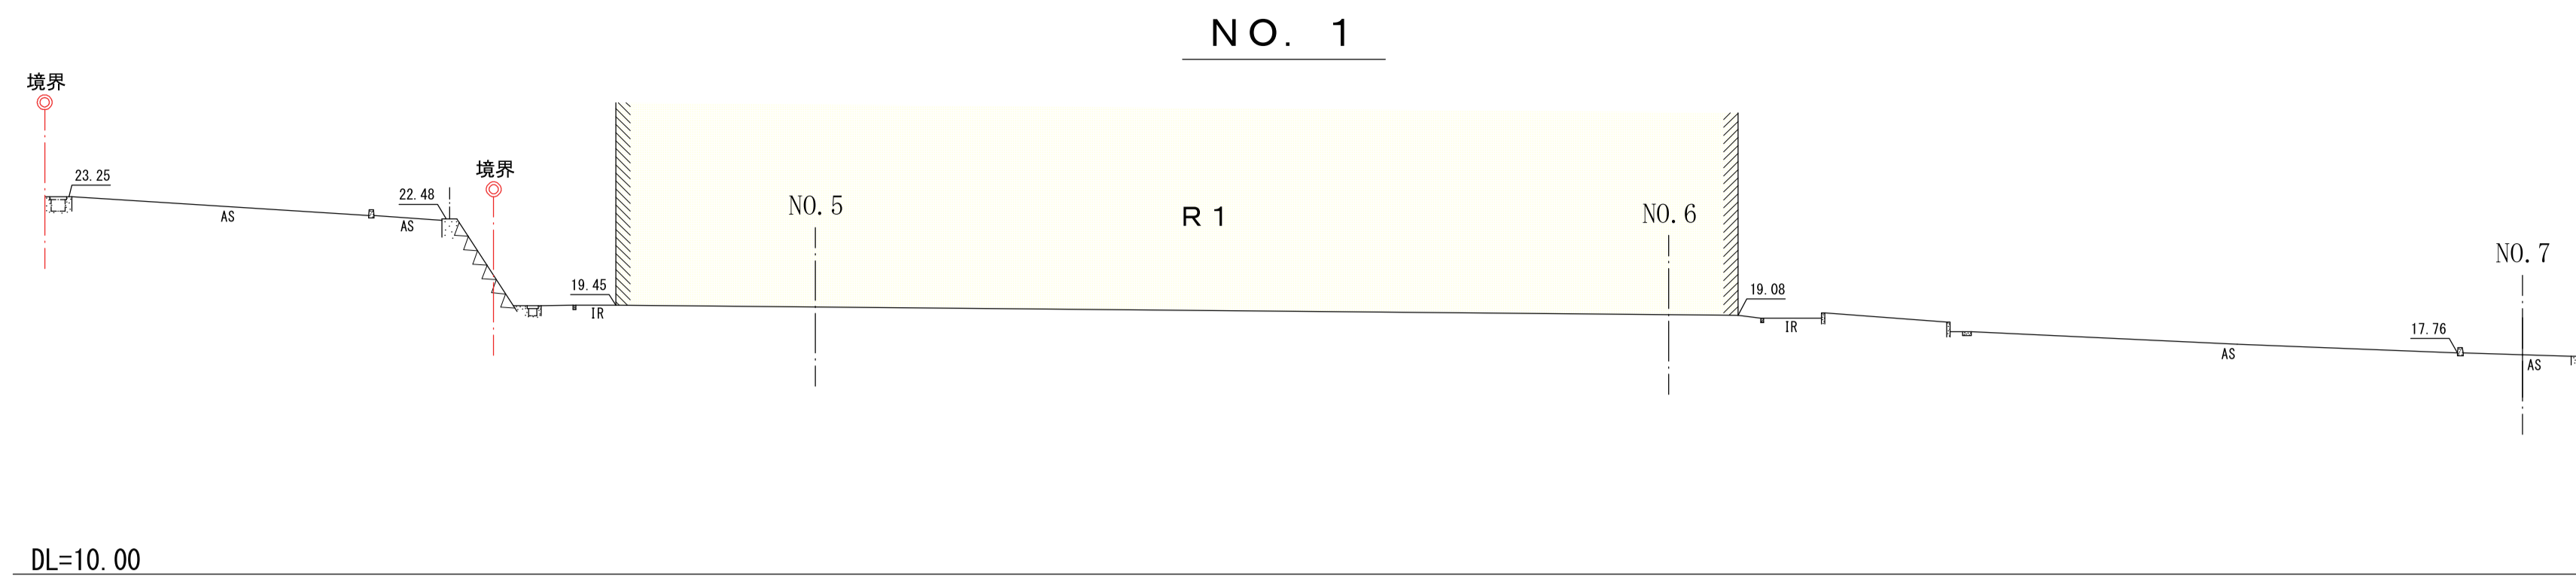 ＮＯ．１
境界
23.25
AS
22.48
AS
境界
19.45
IR
NO.5
Ｒ１
NO.6
19.08
IR
AS
17.76
NO.7
AS
DL=10.00